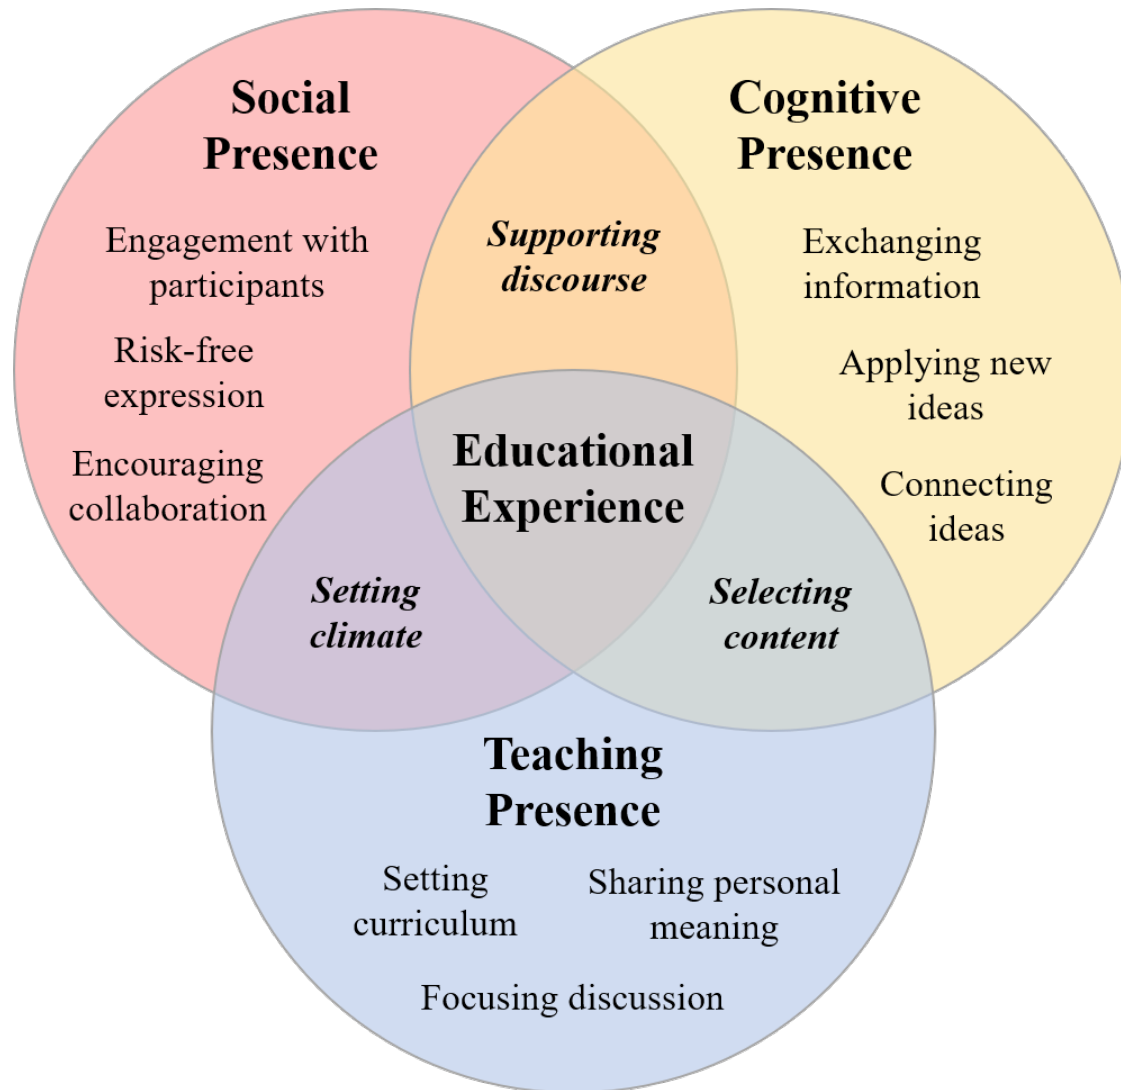 Social
Presence
Engagement with
participants
Risk-free
expression
Encouraging
collaboration
Supporting
discourse
Cognitive
Presence
Exchanging
information
Applying new
ideas
Connecting
ideas
Educational
Experience
Setting
climate
Selecting
content
Teaching
Presence
Setting
curriculum
Sharing personal
meaning
Focusing discussion